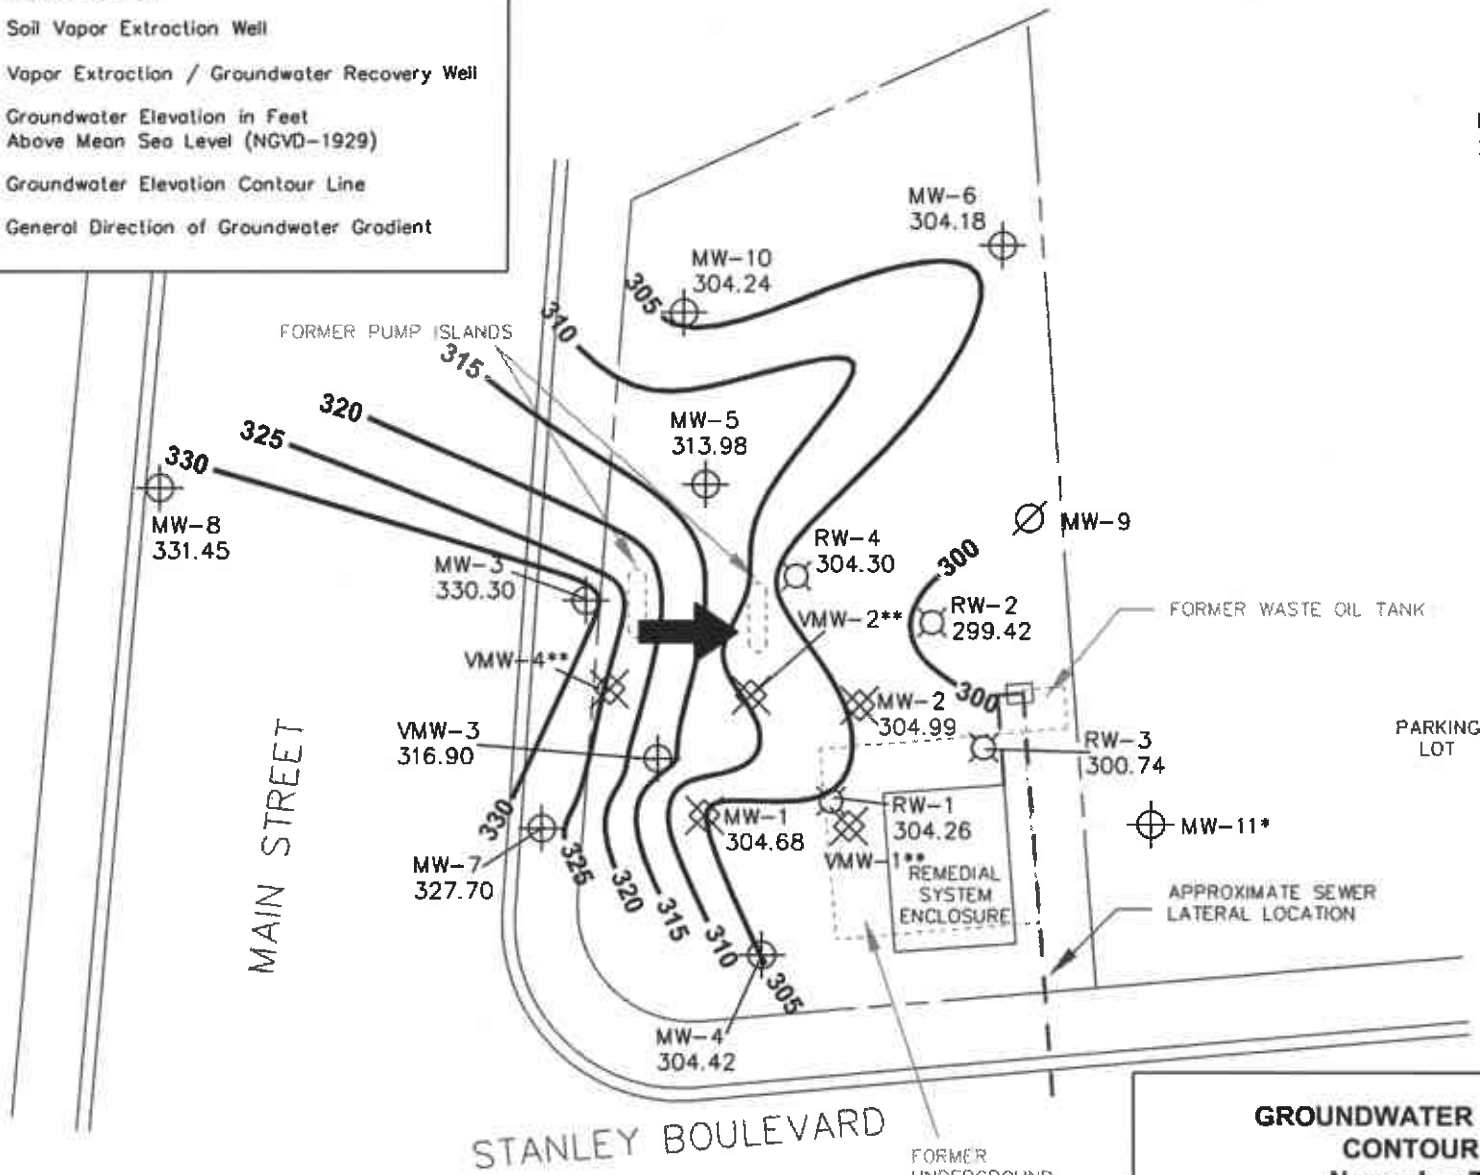 Soil Vapor Extraction Well
Vapor Extraction / Groundwater Recovery Well
Groundwater Elevation in Feet
Above Mean Sea Level (NGVD-1929)
Groundwater Elevation Contour Line
General Direction of Groundwater Gradient
MW-6
304.18
MW-10
304.24
305
310
FORMER PUMP ISLANDS
315
320
325
330
MW-5
313.98
MW-8
331.45
MW-9
RW-4
304.30
300
MW-3
330.30
RW-2
299.42
FORMER WASTE OIL TANK
VMW-2**
VMW-4**
300
MW-2
304.99
VMW-3
316.90
RW-3
300.74
PARKING
LOT
MAIN STREET
330
MW-1
304.68
RW-1
304.26
MW-11*
MW-7
327.70
325
320
315
310
305
VMW-1**
REMEDIAL
SYSTEM
ENCLOSURE
APPROXIMATE SEWER
LATERAL LOCATION
MW-4
304.42
STANLEY BOULEVARD
FORMER
GROUNDWATER
CONTOUR